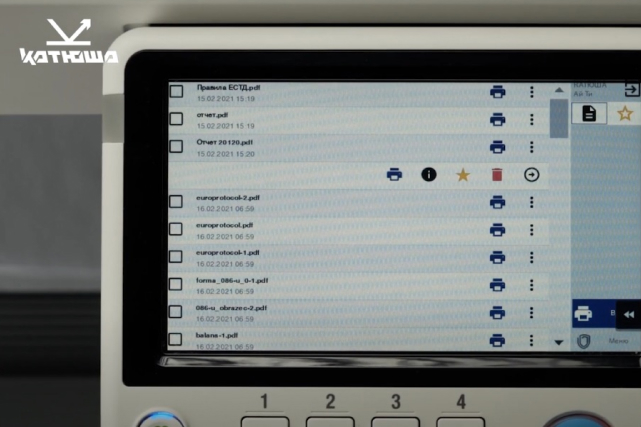 КАТЮША
Правила ЕСТД.pdf
15.02.2021 15:19
отчет.pdf
15.02.2021 15:19
Отчет 20120.pdf
15.02.2021 15:20
europrotocol-2.pdf
16.02.2021 06:59
europrotocol.pdf
16.02.2021 06:59
europrotocol-1.pdf
16.02.2021 06:59
forma_086-u_0-1.pdf
16.02.2021 06:59
086-u_obrazec-2.pdf
16.02.2021 06:59
balans-1.pdf
16.02.2021 06:59
КАТЮША
Ай Ти
В
Меню
1 2 3 4